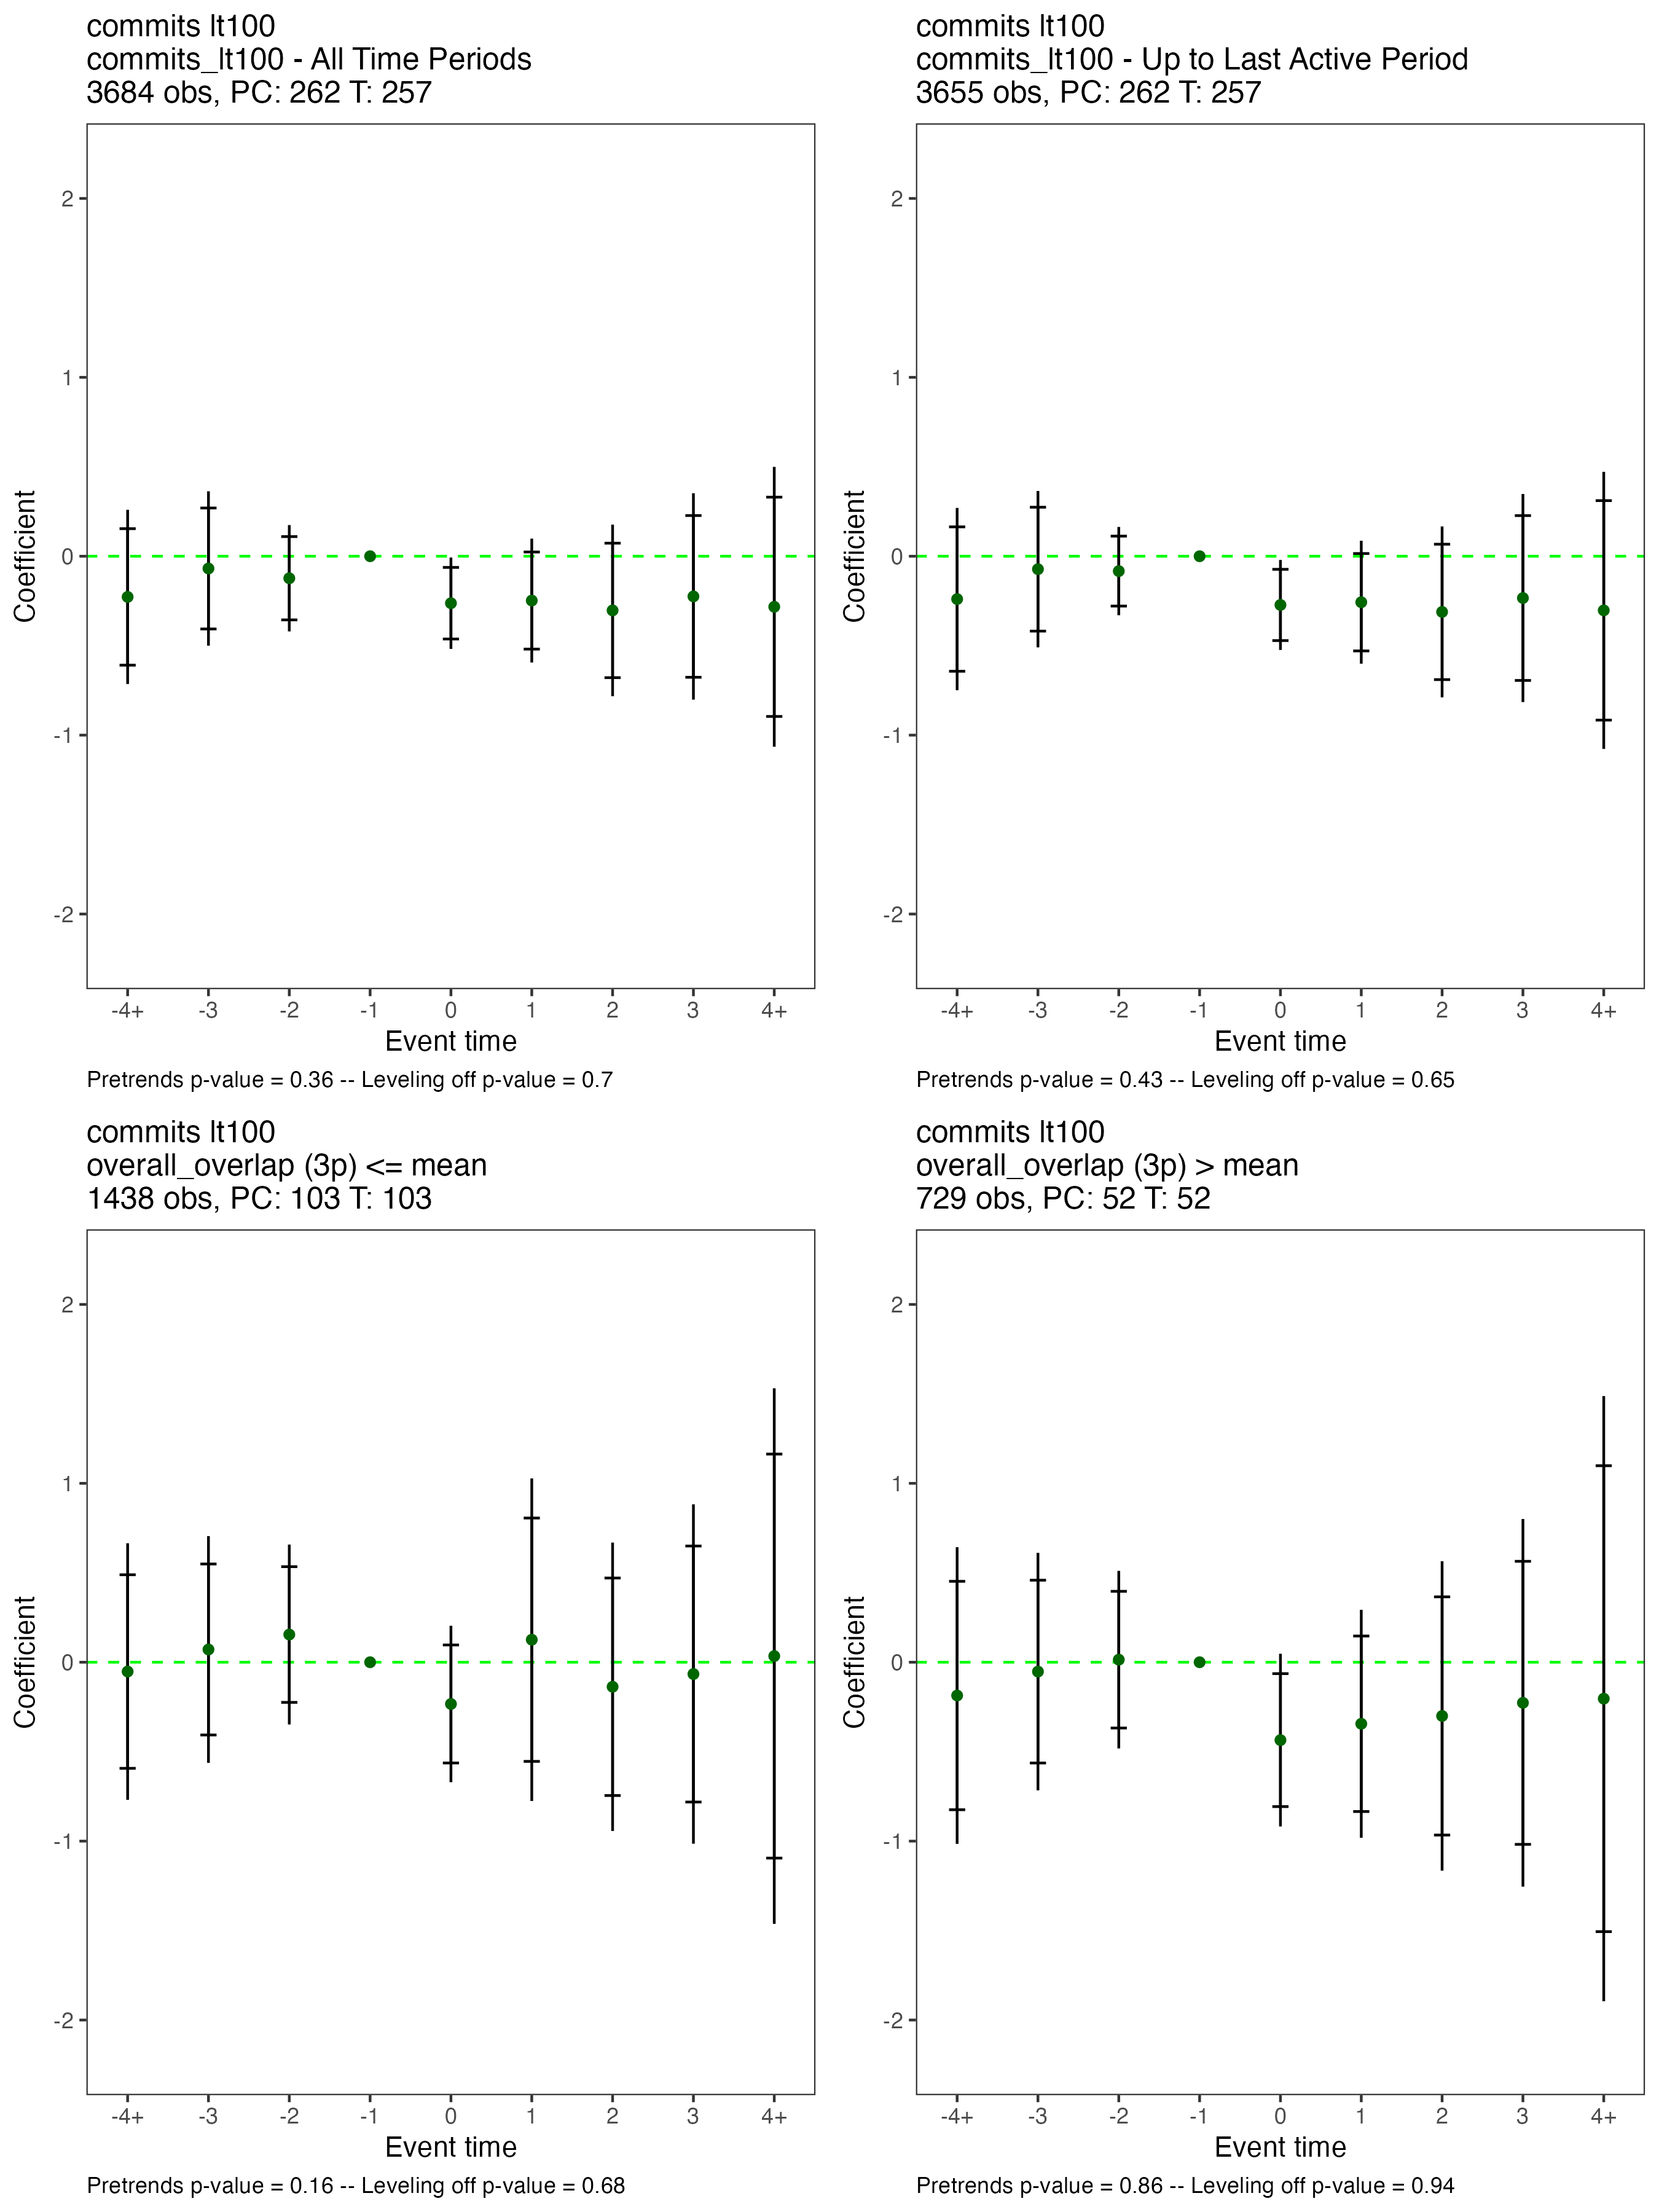 commits lt100
commits_lt100 - All Time Periods
3684 obs, PC: 262 T: 257
2
1
0
-1
-2
Coefficient
-4+ -3 -2 -1 0 1 2 3 4+
Event time
Pretrends p-value = 0.36 -- Leveling off p-value = 0.7
commits lt100
commits_lt100 - Up to Last Active Period
3655 obs, PC: 262 T: 257
2
1
0
-1
-2
Coefficient
-4+ -3 -2 -1 0 1 2 3 4+
Event time
Pretrends p-value = 0.43 -- Leveling off p-value = 0.65
commits lt100
overall_overlap (3p) <= mean
1438 obs, PC: 103 T: 103
2
1
0
-1
-2
Coefficient
-4+ -3 -2 -1 0 1 2 3 4+
Event time
Pretrends p-value = 0.16 -- Leveling off p-value = 0.68
commits lt100
overall_overlap (3p) > mean
729 obs, PC: 52 T: 52
2
1
0
-1
-2
Coefficient
-4+ -3 -2 -1 0 1 2 3 4+
Event time
Pretrends p-value = 0.86 -- Leveling off p-value = 0.94